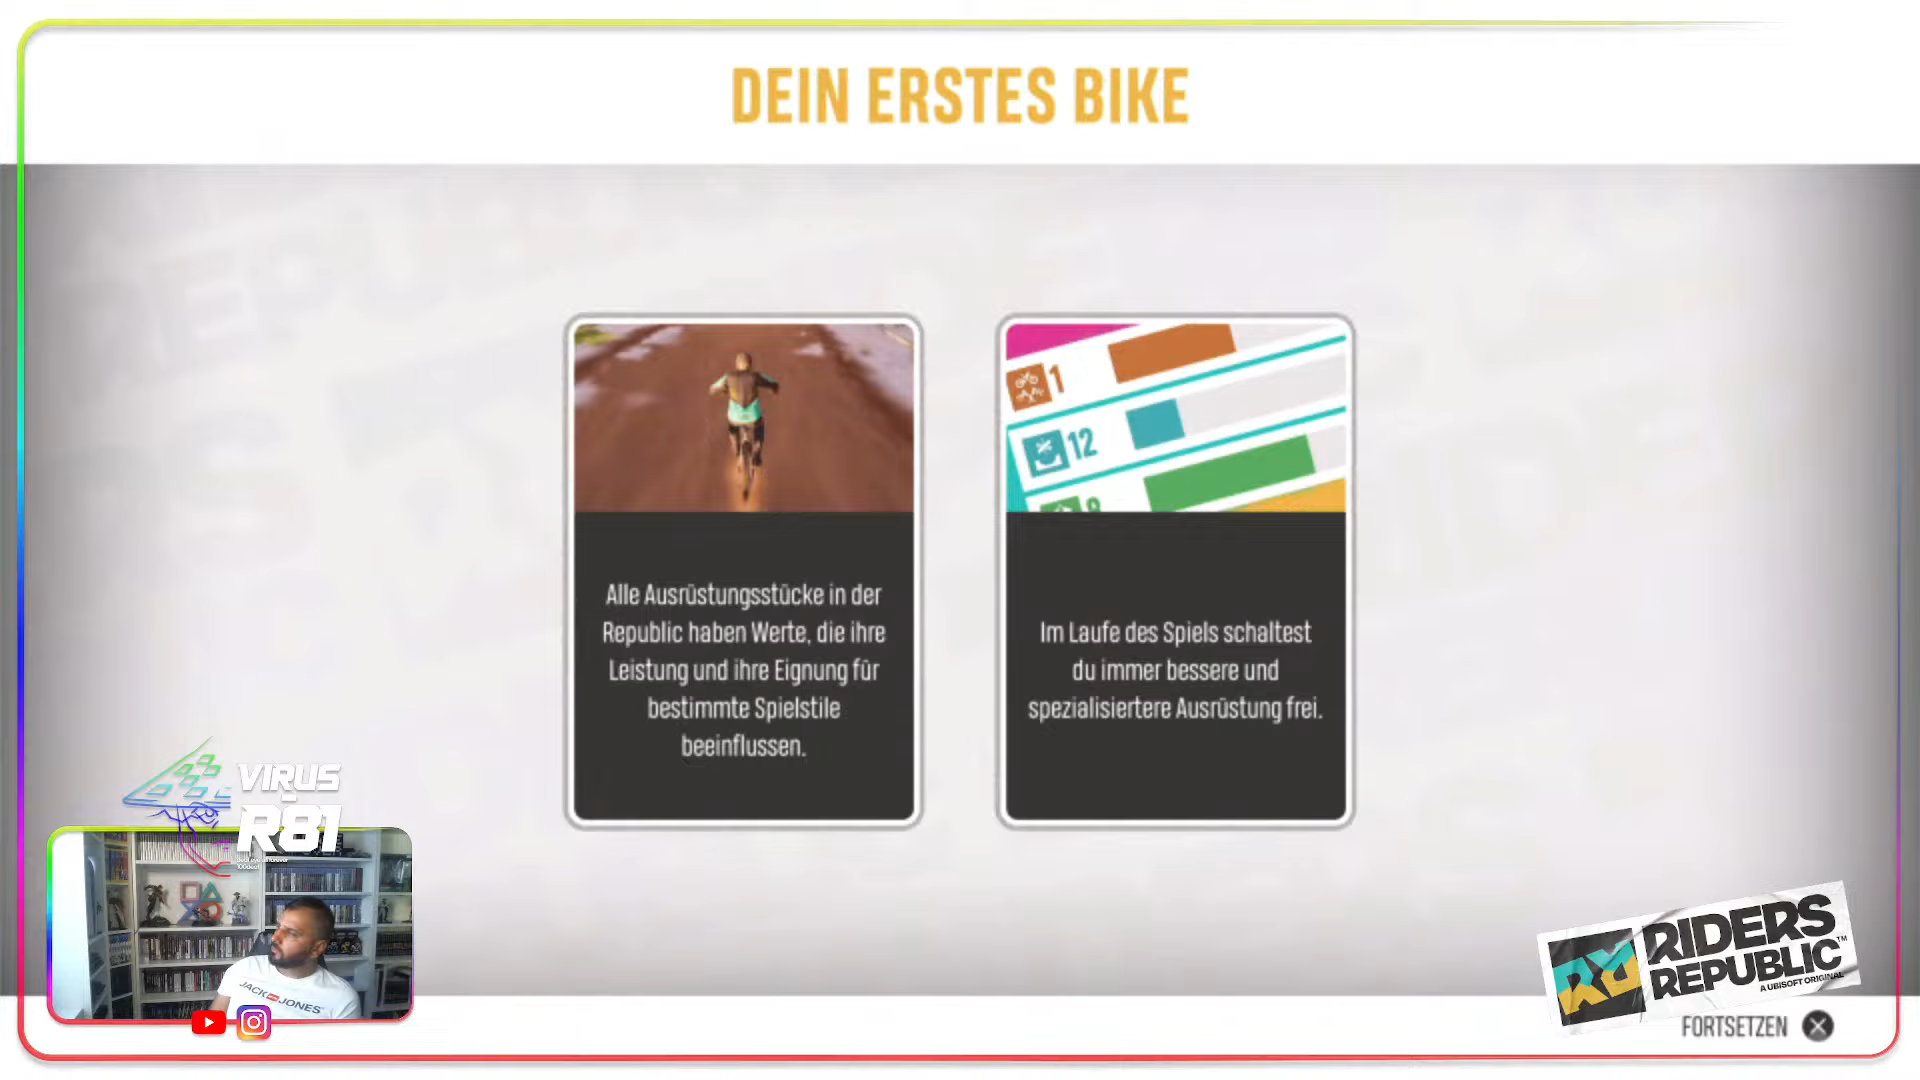 DEIN ERSTES BIKE
Alle Ausrüstungsstücke in der
Republic haben Werte, die ihre
Leistung und ihre Eignung für
bestimmte Spielstile
beeinflussen.
1
12
Im Laufe des Spiels schaltest
du immer bessere und
spezialisiertere Ausrüstung frei.
VIRUS
R81
JACK JONES
RIDERS
REPUBLIC™
A UBISOFT ORIGINAL
FORTSETZEN